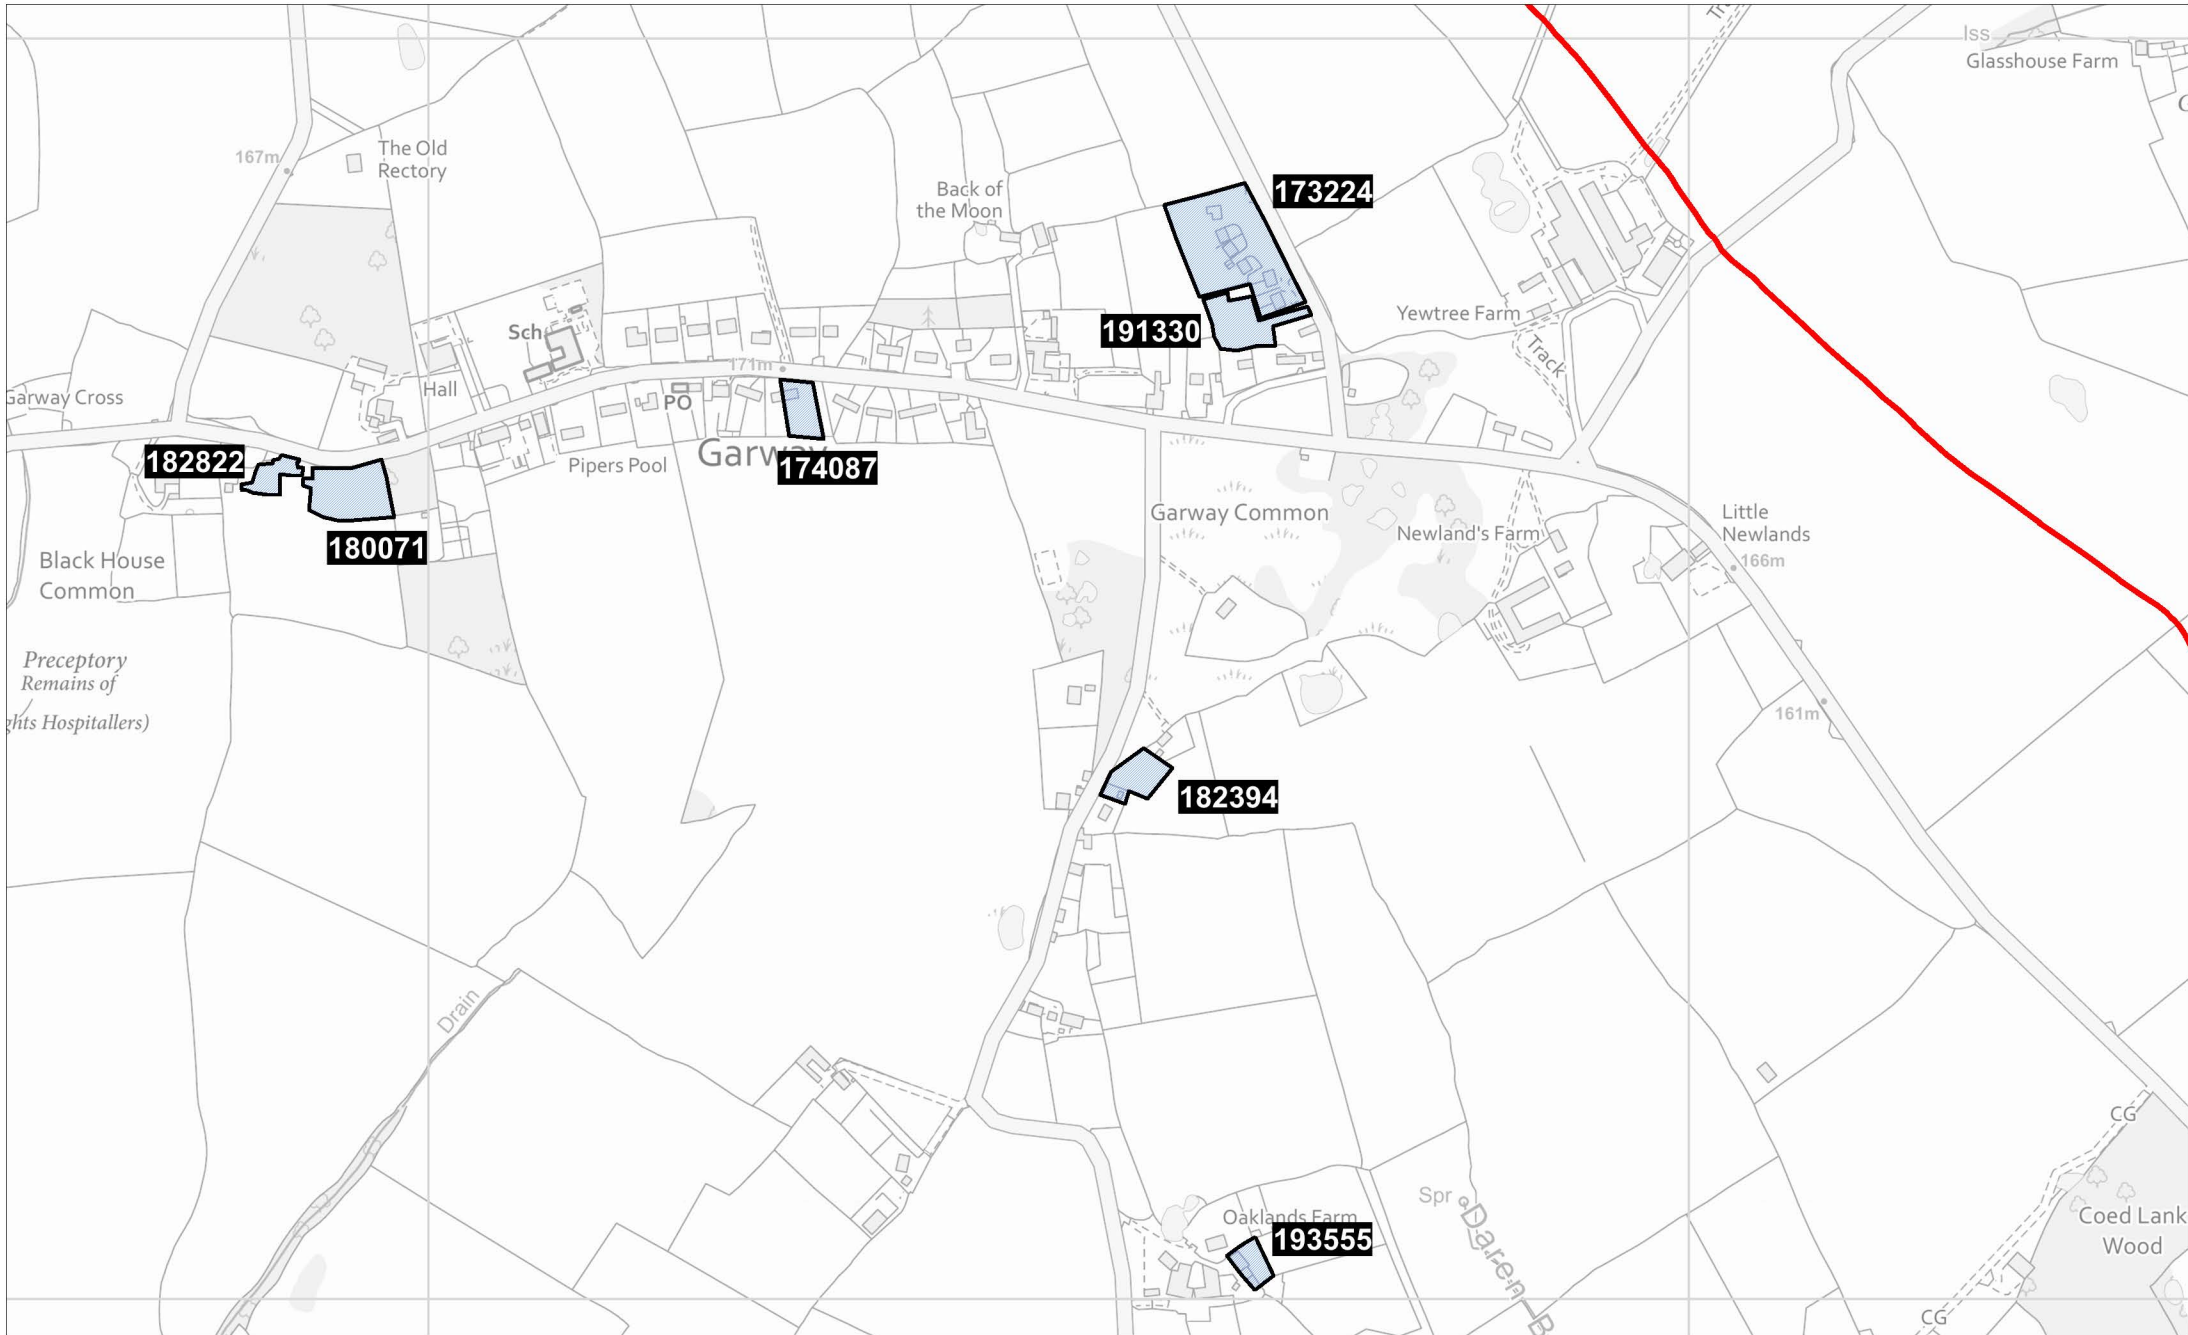 Iss
Glasshouse Farm
The Old
Rectory
167m
Back of
the Moon
173224
191330
Yewtree Farm
Track
Sch
171m
Garway Cross
Hall
PO
182822
Pipers Pool
Garway
174087
180071
Garway Common
Newland's Farm
Little
Newlands
166m
Black House
Common
Preceptory
Remains of
ghts Hospitallers)
161m
182394
Drain
CG
Spr
Oaklands Farm
193555
Daren
Coed Lank
Wood
CG